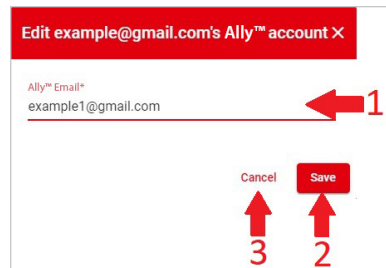 Edit example@gmail.com's Ally™ account ×
Ally™ Email*
example1@gmail.com
1
Cancel
Save
3
2